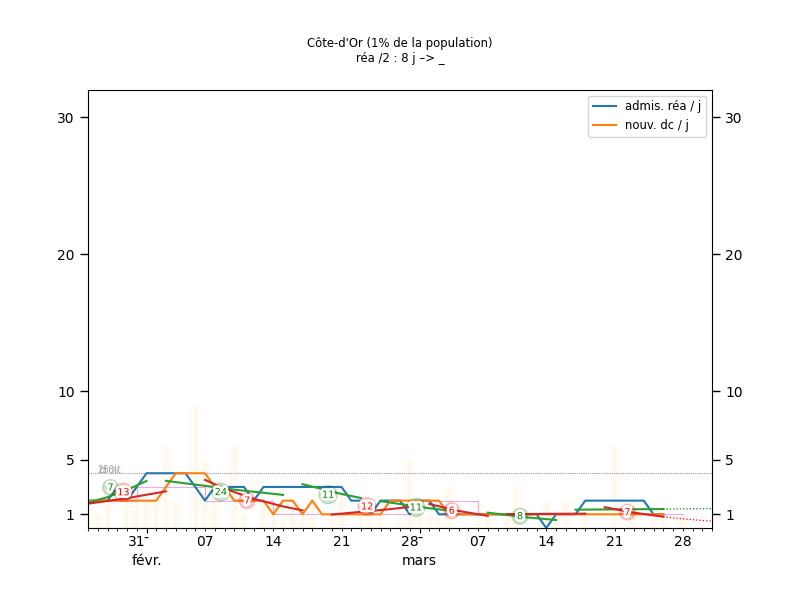 Côte-d'Or (1% de la population)
réa /2 : 8 j –> _
admis. réa / j
nouv. dc / j
30 30
20 20
10 10
5 5
1 1
7 13 24 7 11 12 11 6 8 7
31 07 14 21 28 07 14 21 28
févr. mars